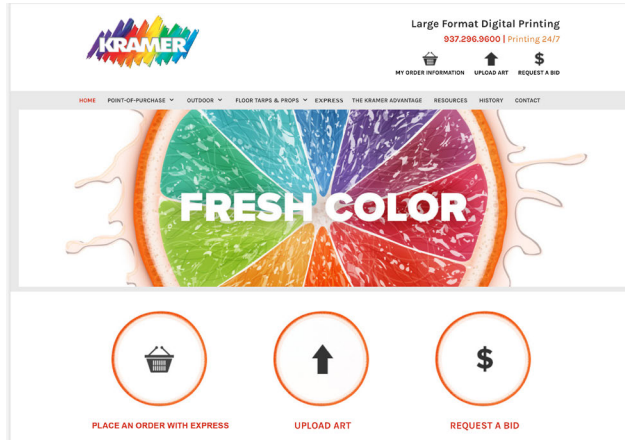 KRAMER
Large Format Digital Printing
937.296.9600 | Printing 24/7
$
MY ORDER INFORMATION UPLOAD ART REQUEST A BID
HOME POINT-OF-PURCHASE OUTDOOR FLOOR TARPS & PROPS EXPRESS THE KRAMER ADVANTAGE RESOURCES HISTORY CONTACT
FRESH COLOR
$
PLACE AN ORDER WITH EXPRESS UPLOAD ART REQUEST A BID